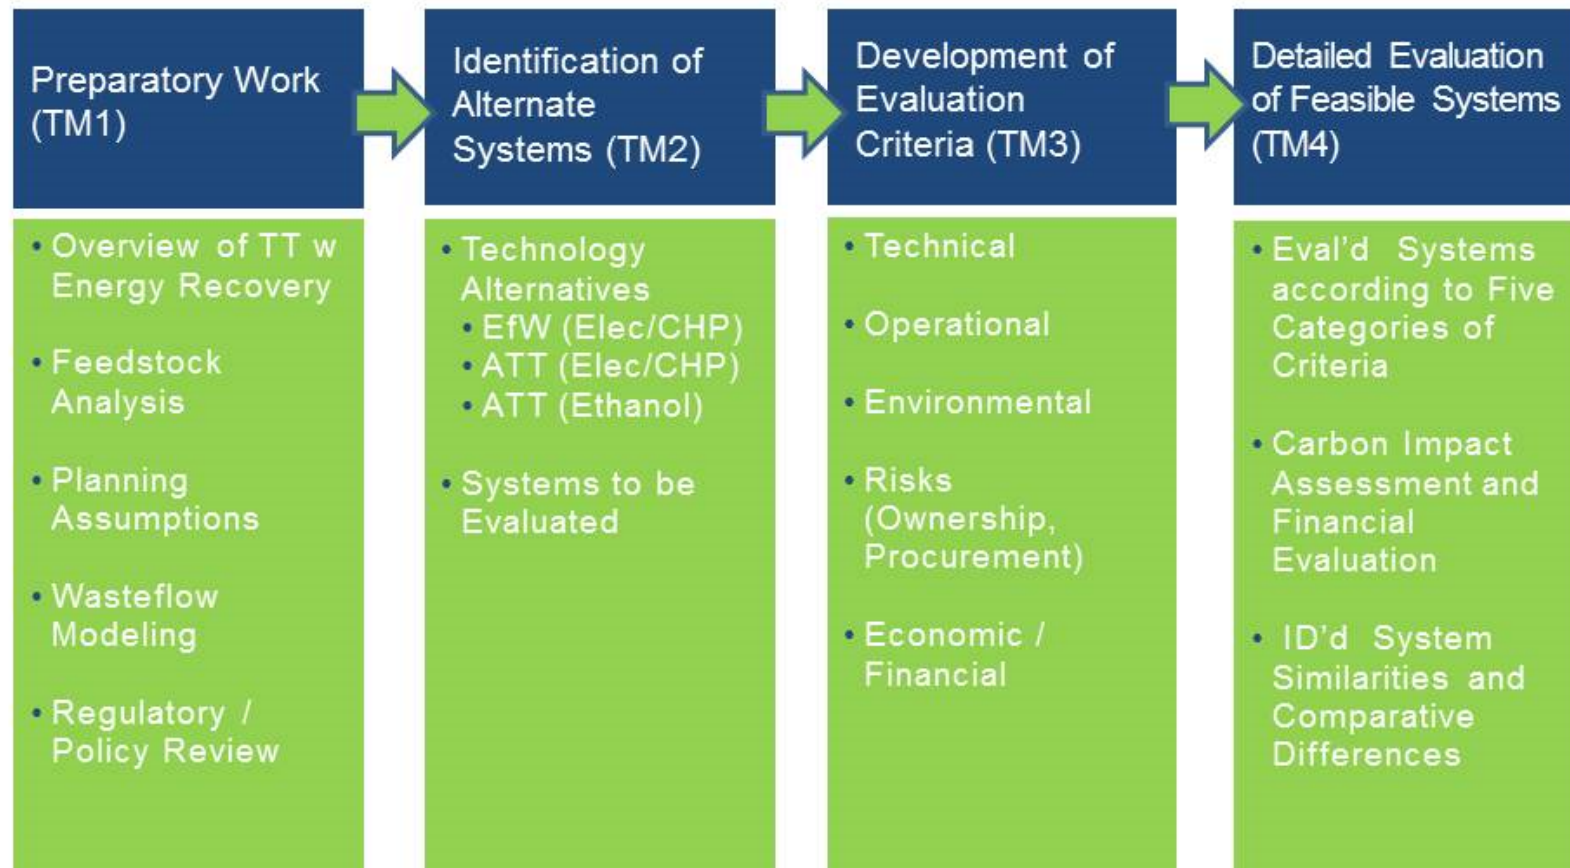 Preparatory Work
(TM1)
• Overview of TT w
Energy Recovery
• Feedstock
Analysis
• Planning
Assumptions
• Wasteflow
Modeling
• Regulatory /
Policy Review
Identification of
Alternate
Systems (TM2)
• Technology
Alternatives
• EfW (Elec/CHP)
• ATT (Elec/CHP)
• ATT (Ethanol)
• Systems to be
Evaluated
Development of
Evaluation
Criteria (TM3)
• Technical
• Operational
• Environmental
• Risks
(Ownership,
Procurement)
• Economic /
Financial
Detailed Evaluation
of Feasible Systems
(TM4)
• Eval'd Systems
according to Five
Categories of
Criteria
• Carbon Impact
Assessment and
Financial
Evaluation
• ID'd System
Similarities and
Comparative
Differences